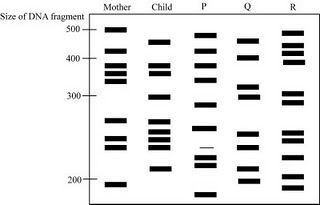 Mother Child P Q R
Size of DNA fragment
500
400
300
200